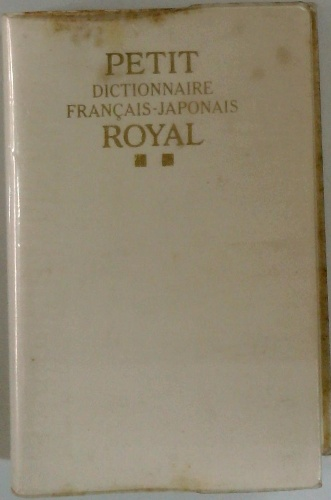 PETIT
DICTIONNAIRE
FRANÇAIS-JAPONAIS
ROYAL